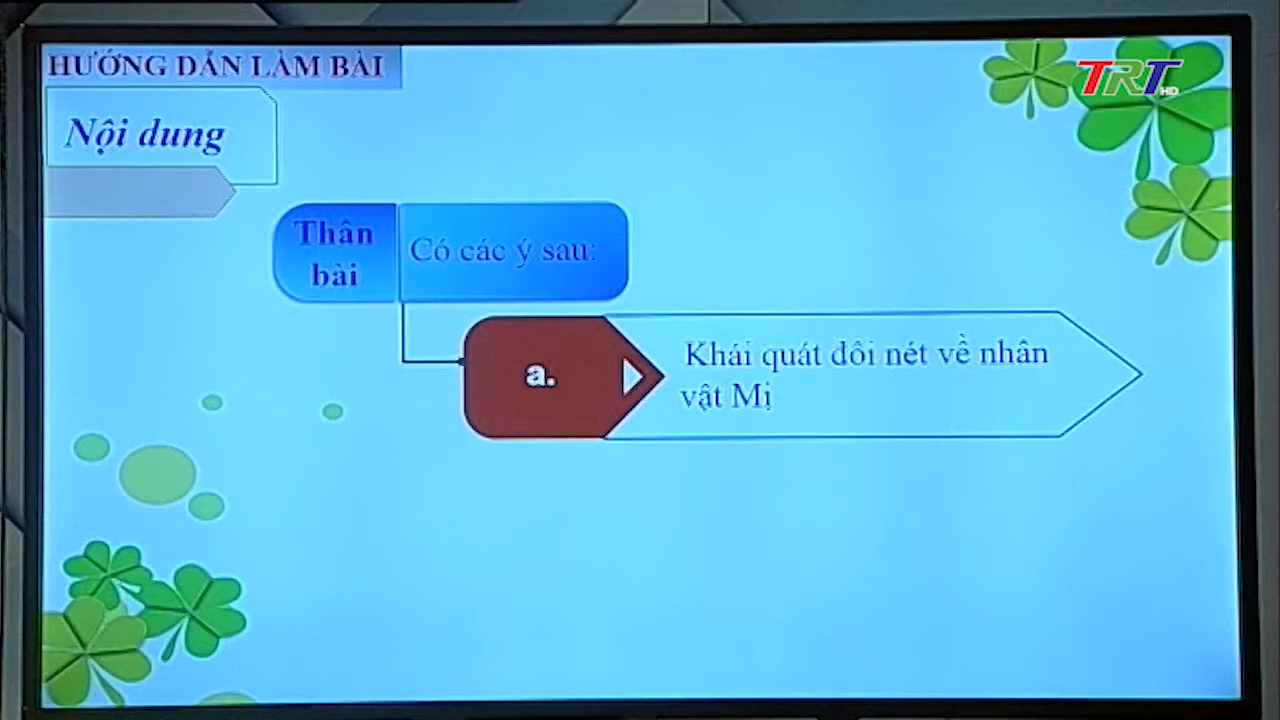 HƯỚNG DẪN LÀM BÀI
TRT HD
Nội dung
Thân
bài
Có các ý sau:
a.
Khái quát đôi nét về nhân
vật Mị